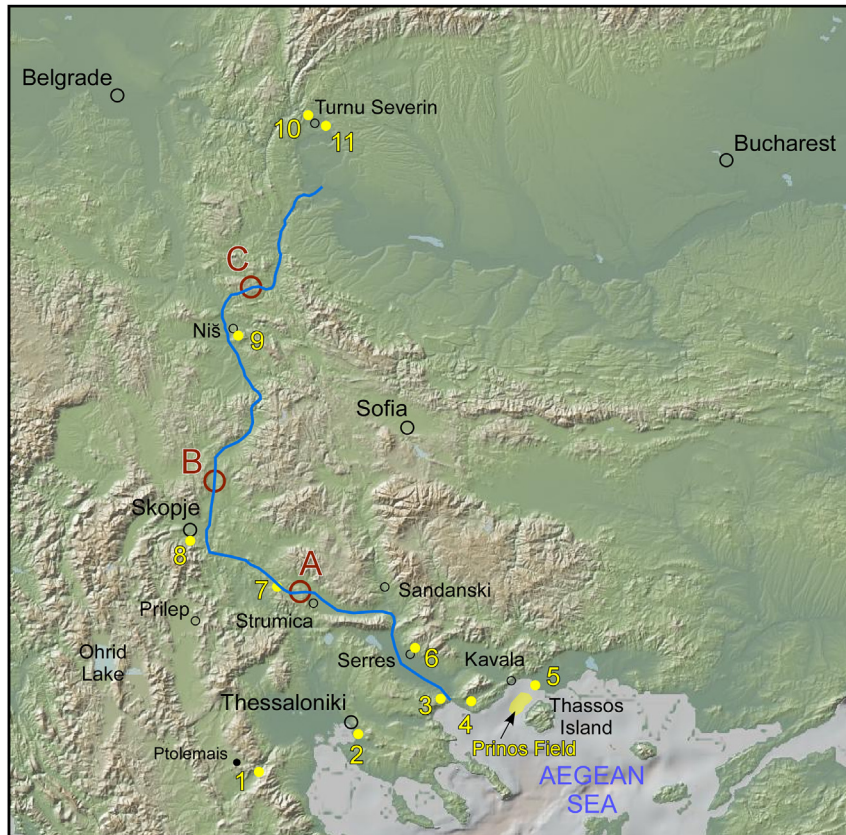 Belgrade
Turnu Severin
10
11
Bucharest
C
Niš
9
Sofia
B
Skopje
8
A
7
Sandanski
Prilep
Strumica
Ohrid
Lake
Serres
6
Kavala
5
3
4
Thassos
Island
Thessaloniki
Prinos Field
2
Ptolemais
1
AEGEAN
SEA